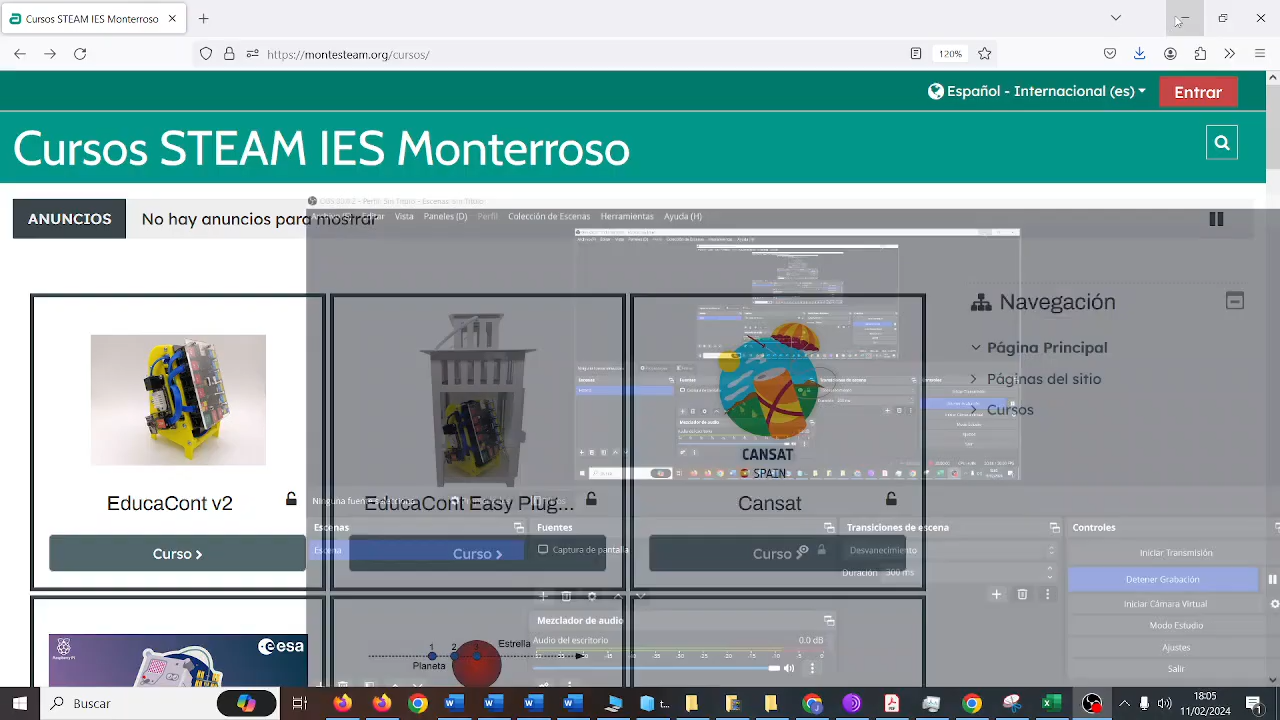 Cursos STEAM IES Monterroso
https://montesteam.org/cursos/
120%
Español - Internacional (es)
Entrar
Cursos STEAM IES Monterroso
ANUNCIOS
No hay anuncios para mostrar
Vista Paneles (D) Perfil Colección de Escenas Herramientas Ayuda (H)
Navegación
Página Principal
Páginas del sitio
Cursos
CANSAT
SPAIN
EducaCont v2
EducaCont Easy Plug...
Cansat
Curso
Curso
Curso
Escenas
Fuentes
Transiciones de escena
Controles
Escena
Captura de pantalla
Desvanecimiento
Duración 300 ms
Iniciar Transmisión
Detener Grabación
Iniciar Cámara Virtual
Modo Estudio
Ajustes
Salir
Mezclador de audio
Audio del escritorio
0.0 dB
esa
Estrella
Planeta
1
2
Buscar
18:05
11/02/2024